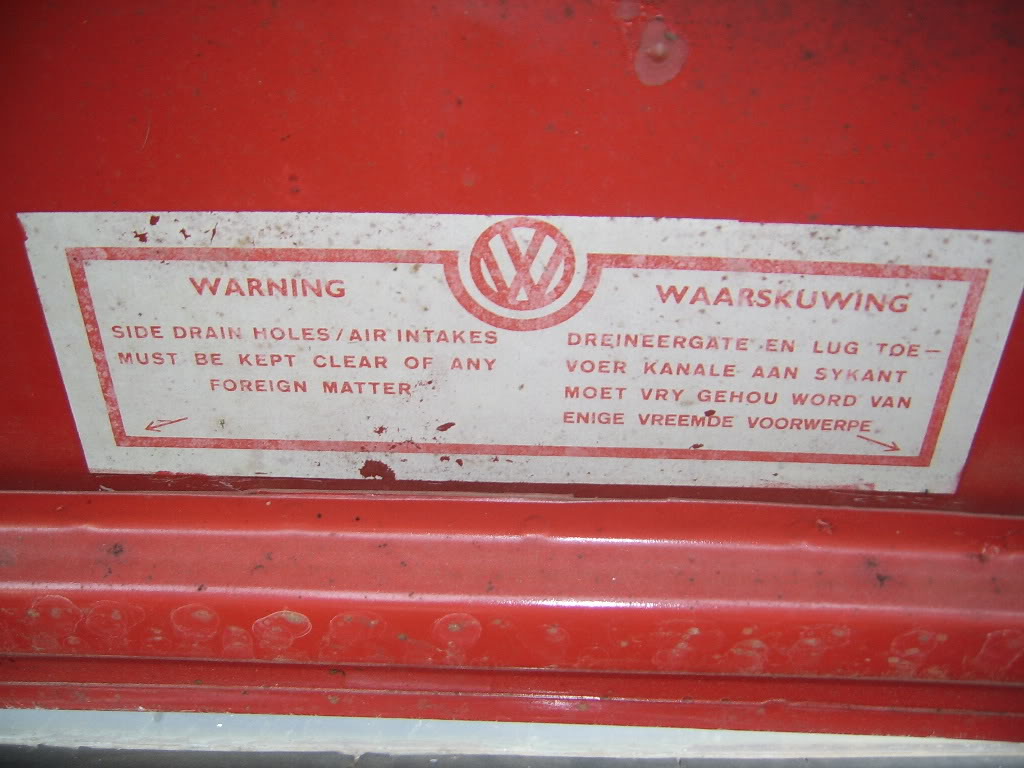 WARNING
SIDE DRAIN HOLES/AIR INTAKES
MUST BE KEPT CLEAR OF ANY
FOREIGN MATTER
WAARSKUWING
DREINEERGATE EN LUG TOE-
VOER KANALE AAN SYKANT
MOET VRY GEHOU WORD VAN
ENIGE VREEMDE VOORWERPE